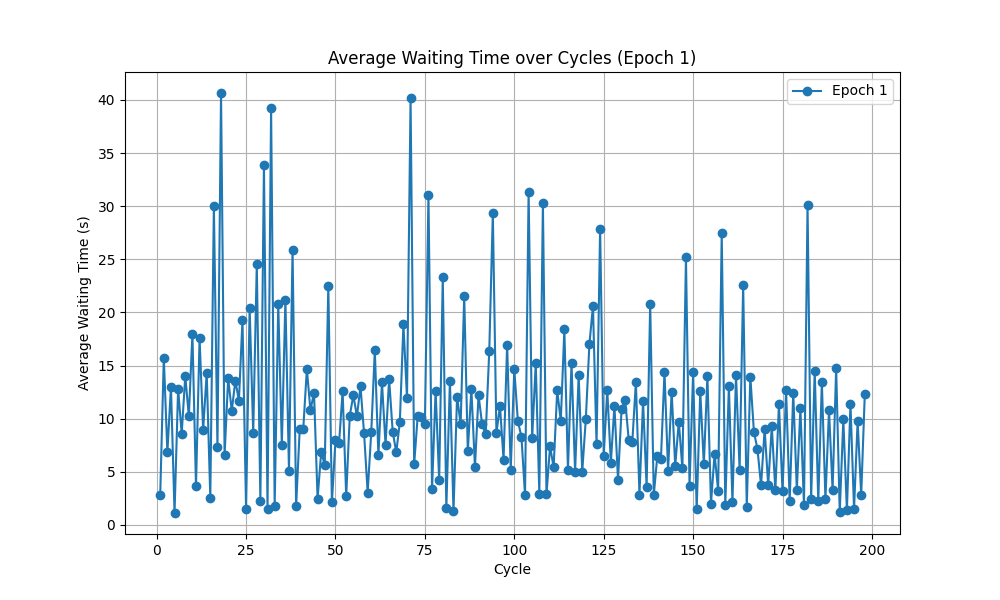 Average Waiting Time over Cycles (Epoch 1)
Epoch 1
Average Waiting Time (s)
40
35
30
25
20
15
10
5
0
0 25 50 75 100 125 150 175 200
Cycle